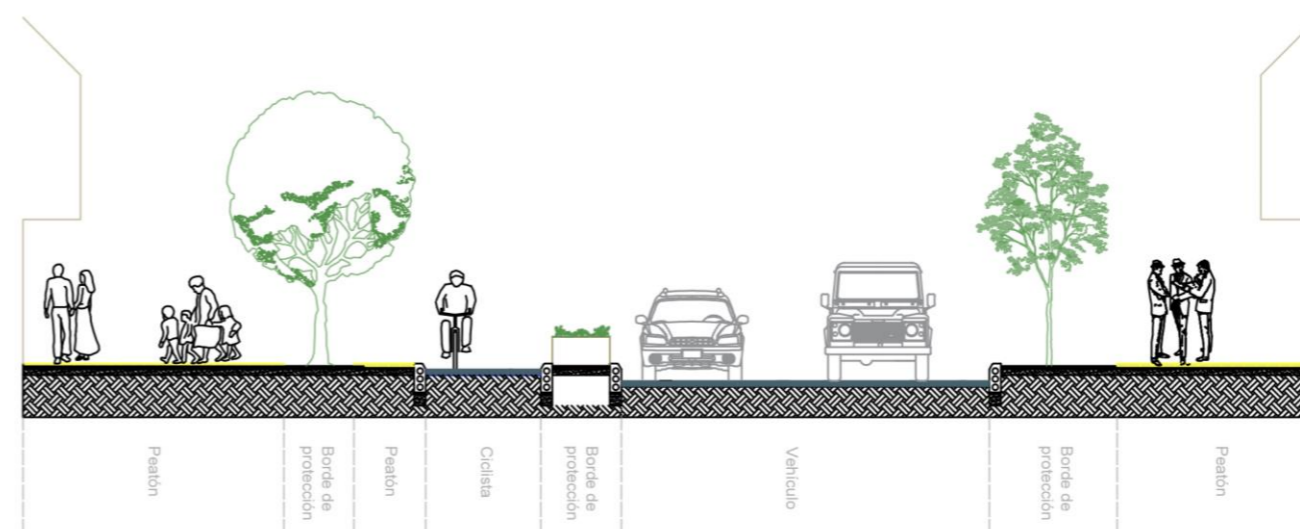 Peatón
Borde de
protección
Peatón
Ciclista
Borde de
protección
Vehículo
Borde de
protección
Peatón